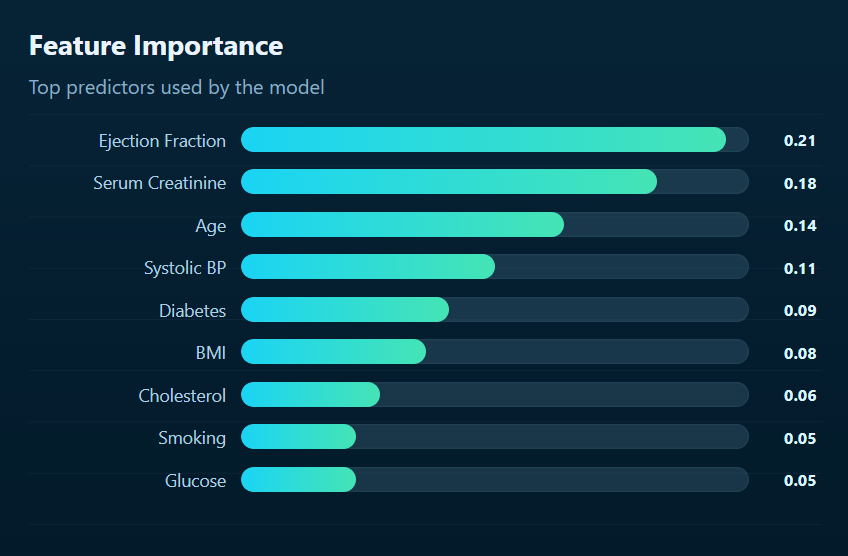 Feature Importance
Top predictors used by the model
Ejection Fraction 0.21
Serum Creatinine 0.18
Age 0.14
Systolic BP 0.11
Diabetes 0.09
BMI 0.08
Cholesterol 0.06
Smoking 0.05
Glucose 0.05